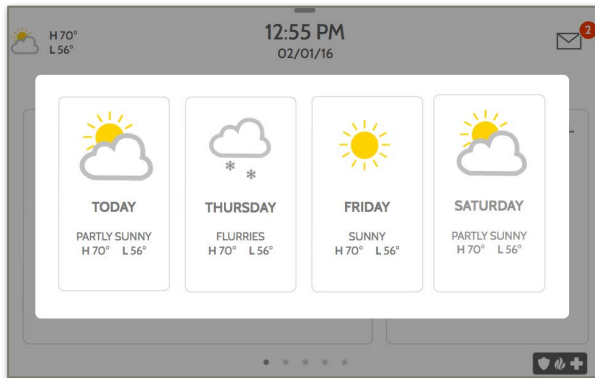 H 70°
L 56°
12:55 PM
02/01/16
2
TODAY
PARTLY SUNNY
H 70° L 56°
THURSDAY
FLURRIES
H 70° L 56°
FRIDAY
SUNNY
H 70° L 56°
SATURDAY
PARTLY SUNNY
H 70° L 56°